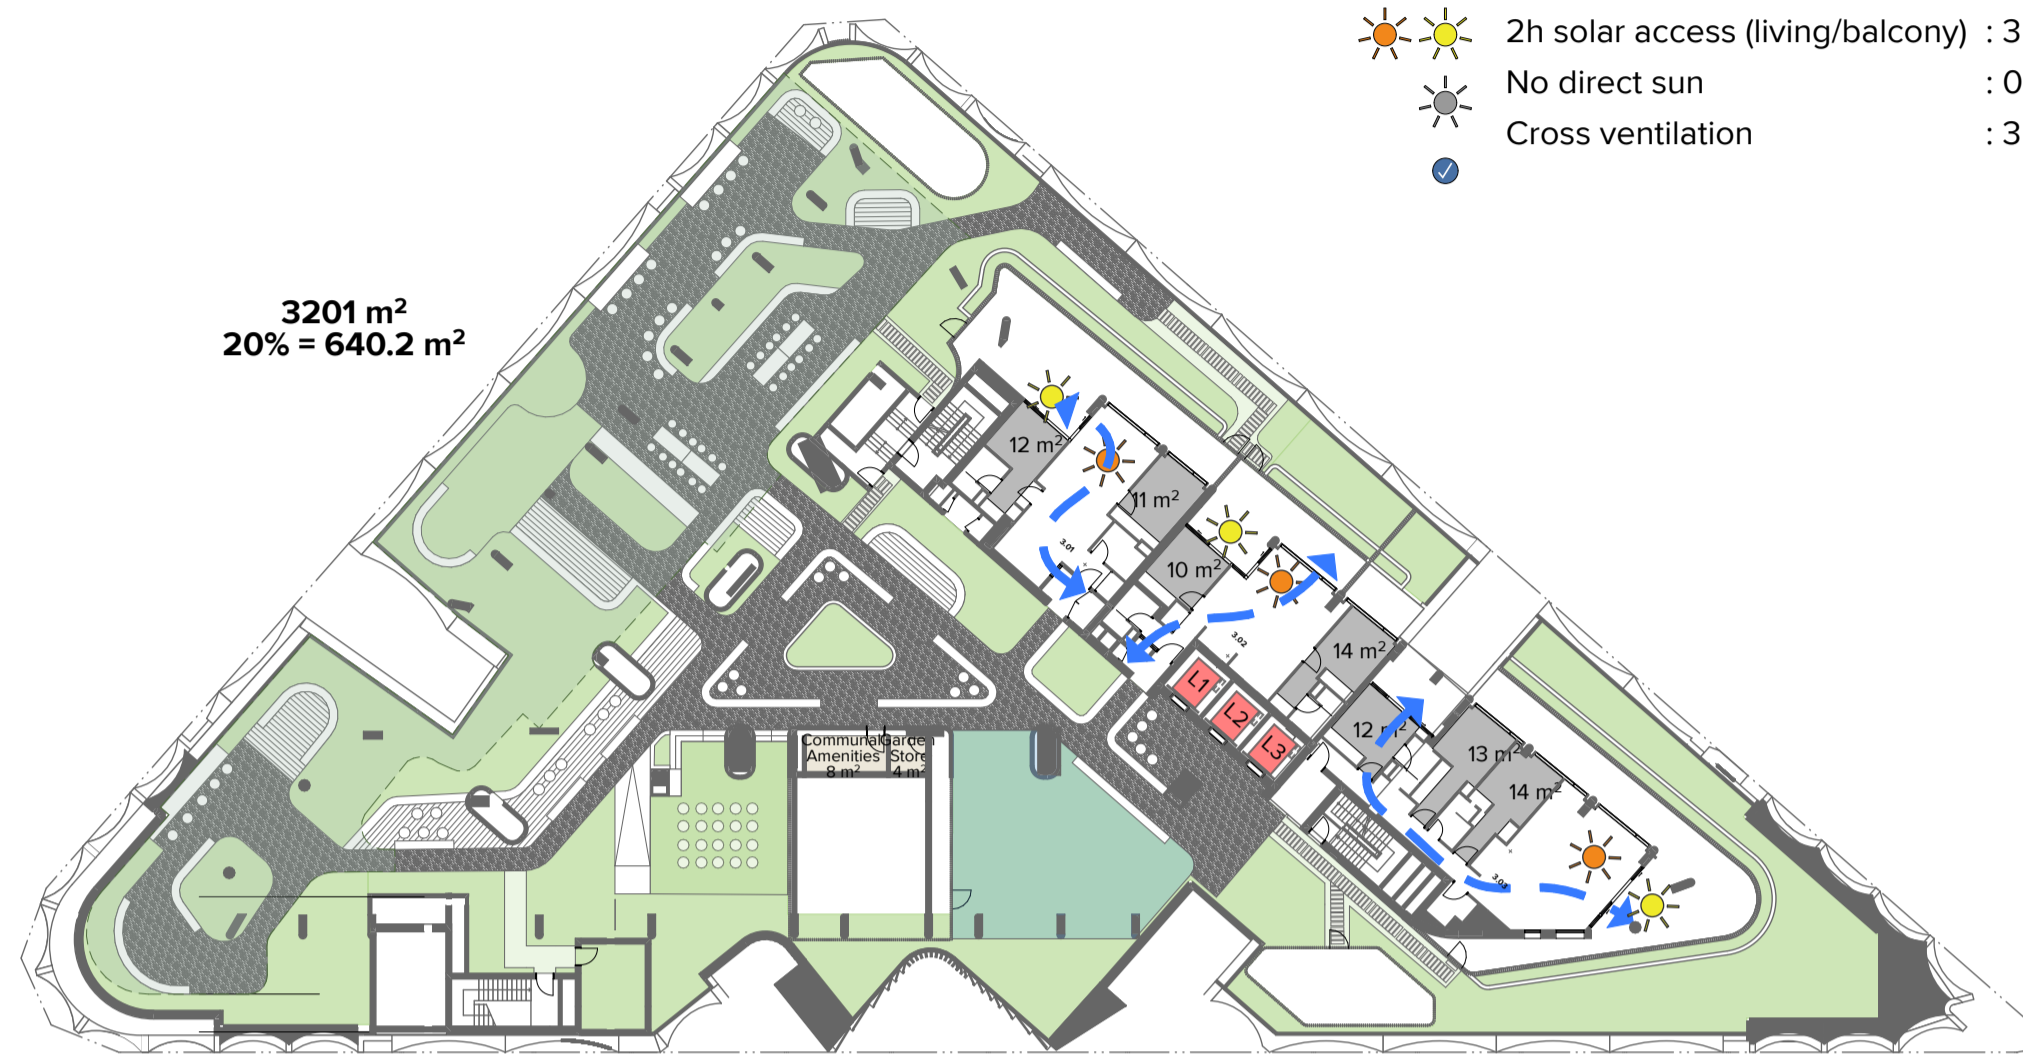 2h solar access (living/balcony) : 3
No direct sun : 0
Cross ventilation : 3
3201 m²
20% = 640.2 m²
12 m²
11 m²
3.01
10 m²
3.02
14 m²
L1
L2
L3
12 m²
13 m²
14 m²
3.03
Communal
Amenities
8 m²
Garden
Store
4 m²